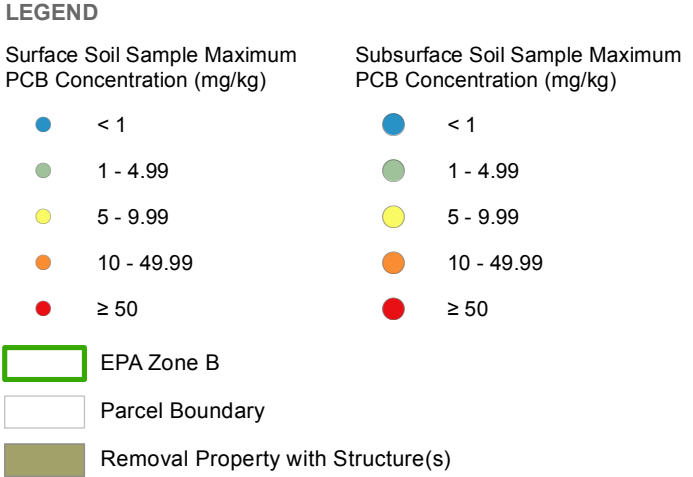 LEGEND
Surface Soil Sample Maximum
PCB Concentration (mg/kg)
< 1
1 - 4.99
5 - 9.99
10 - 49.99
≥ 50
Subsurface Soil Sample Maximum
PCB Concentration (mg/kg)
< 1
1 - 4.99
5 - 9.99
10 - 49.99
≥ 50
EPA Zone B
Parcel Boundary
Removal Property with Structure(s)